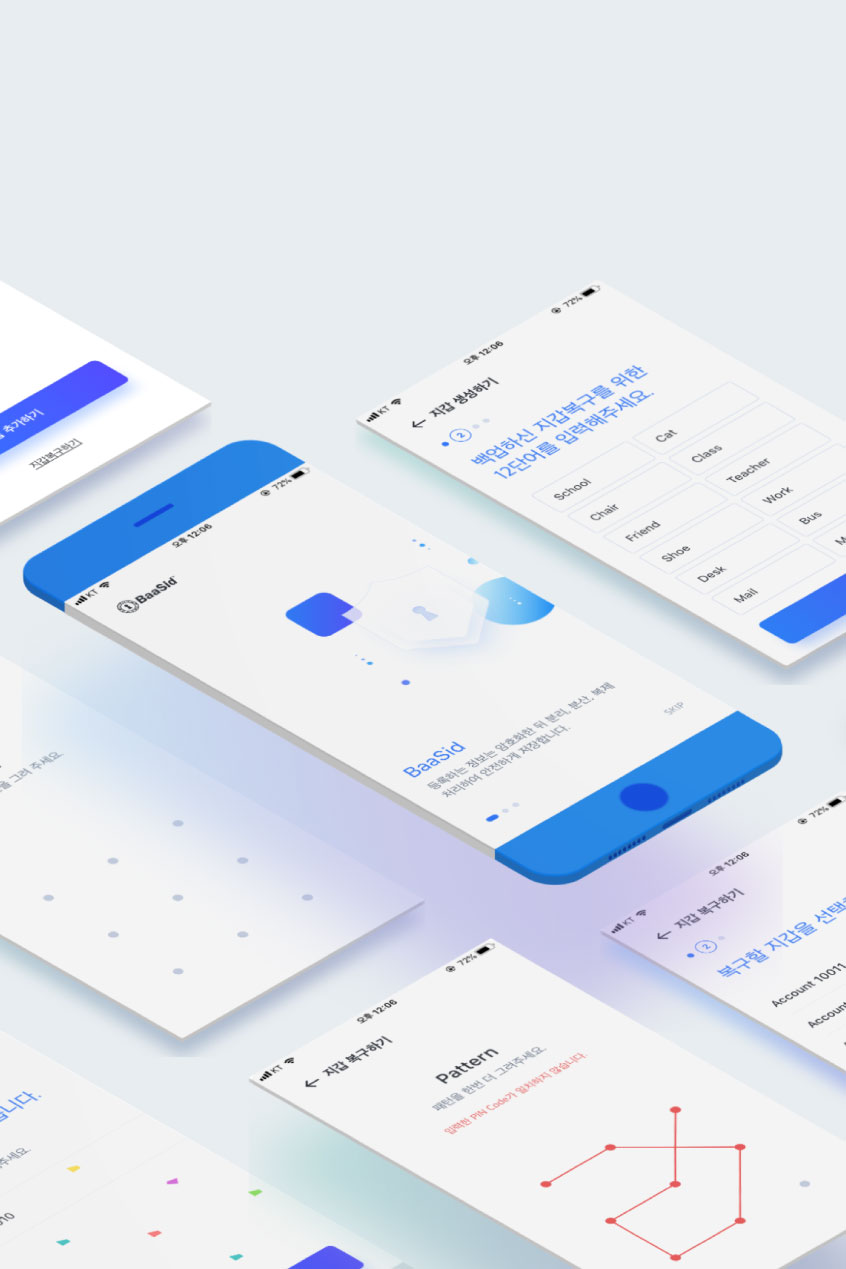 추가하기
지갑복구하기
KT
오후 12:06
72%
지갑 생성하기
2
백업하신 지갑복구를 위한
12단어를 입력해주세요.
School
Cat
Chair
Class
Friend
Teacher
Shoe
Work
Desk
Bus
Mail
KT
오후 12:06
72%
BaaSid
BaaSid
등록하는 정보는 암호화한 뒤 분리, 분산, 복제
처리하여 안전하게 저장합니다.
SKIP
그려 주세요.
KT
오후 12:06
72%
지갑 복구하기
2
복구할 지갑을 선택
Account 10011
Account
KT
오후 12:06
72%
지갑 복구하기
Pattern
패턴을 한번 더 그려주세요.
입력한 PIN Code가 일치하지 않습니다.
습니다.
주세요.